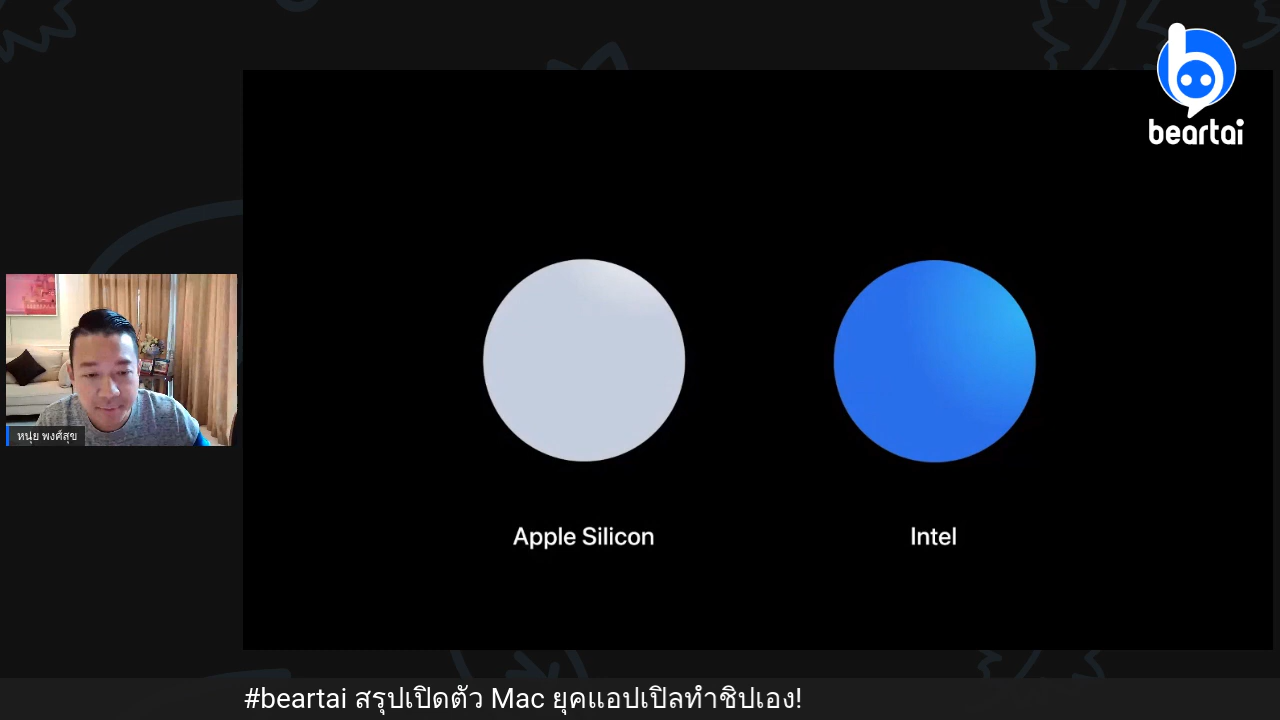 beartai
หนุ่ย พงศ์สุข
Apple Silicon
Intel
#beartai สรุปเปิดตัว Mac ยุคแอปเปิลทำชิปเอง!